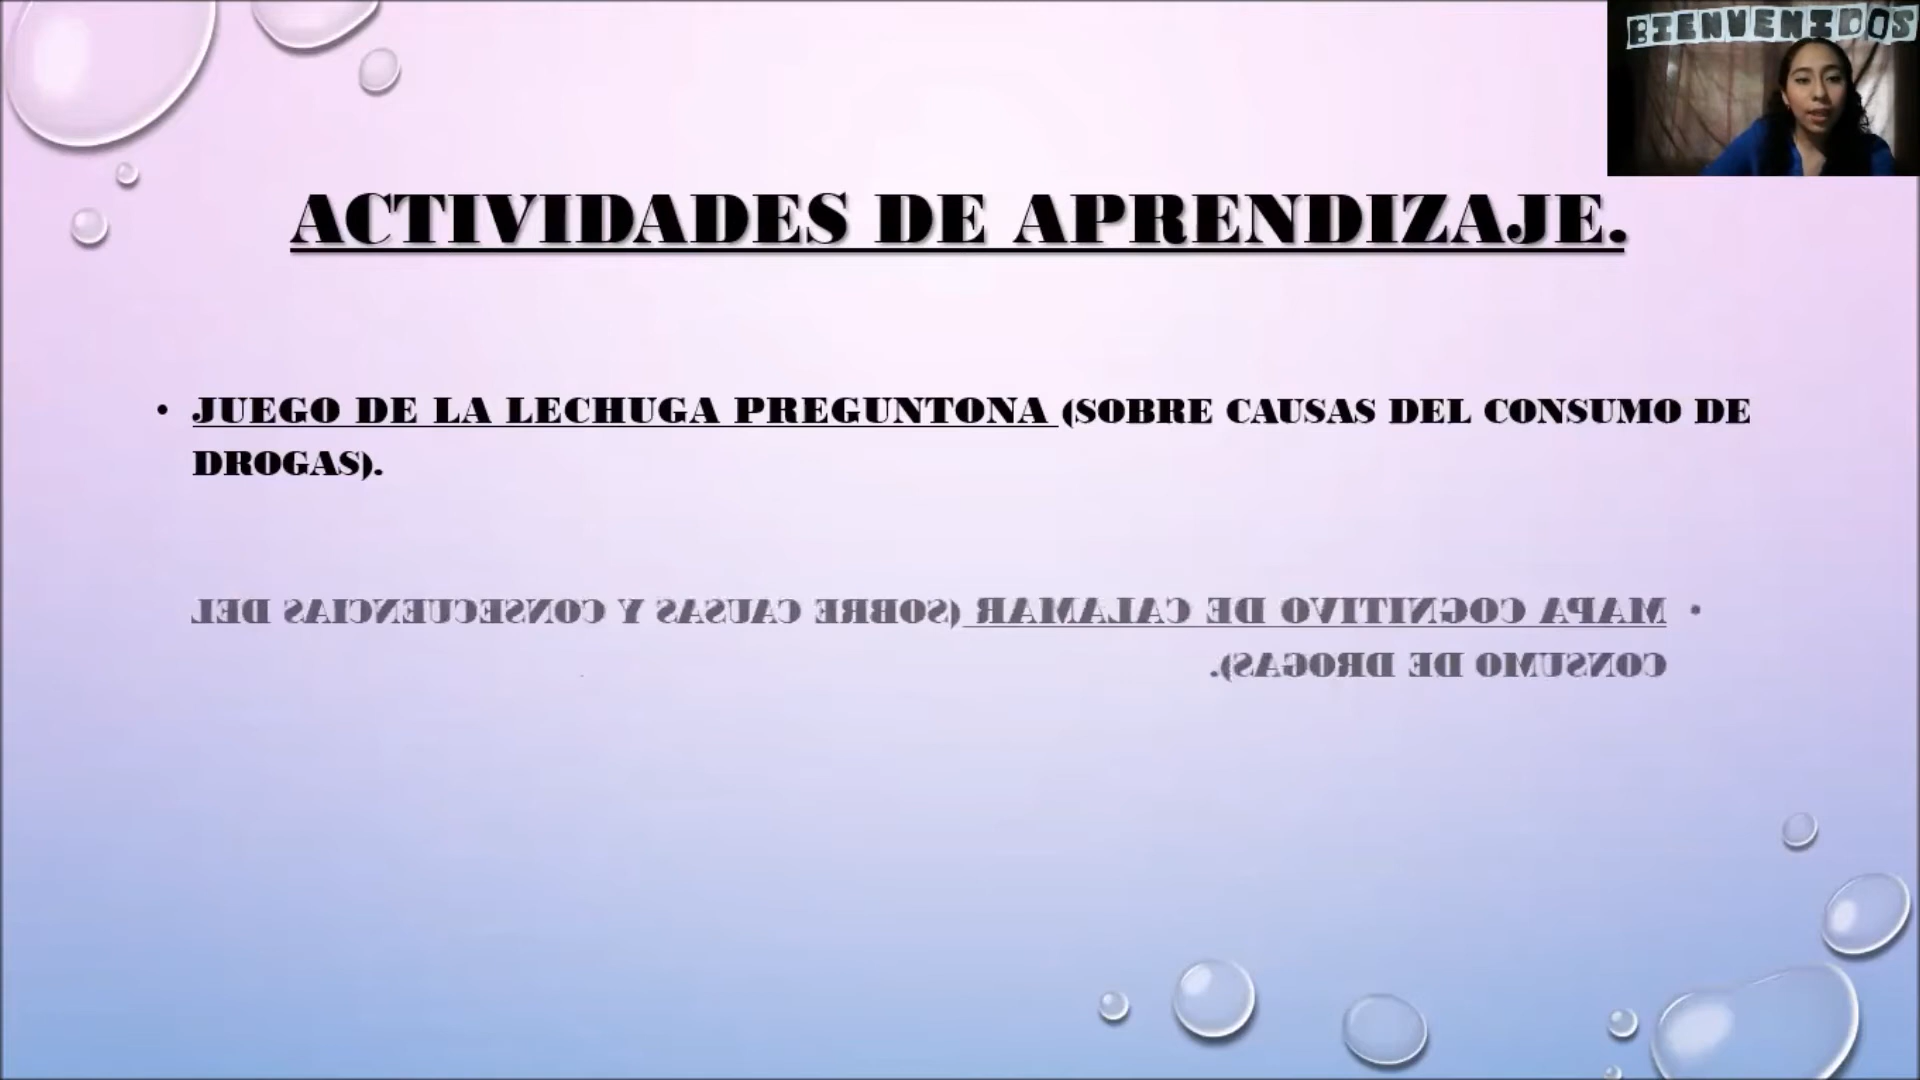 BIENVENIDOS
ACTIVIDADES DE APRENDIZAJE.
• JUEGO DE LA LECHUGA PREGUNTONA (SOBRE CAUSAS DEL CONSUMO DE
DROGAS).
• MAPA COGNITIVO DE CALAMAR (SOBRE CAUSAS Y CONSECUENCIAS DEL
CONSUMO DE DROGAS).